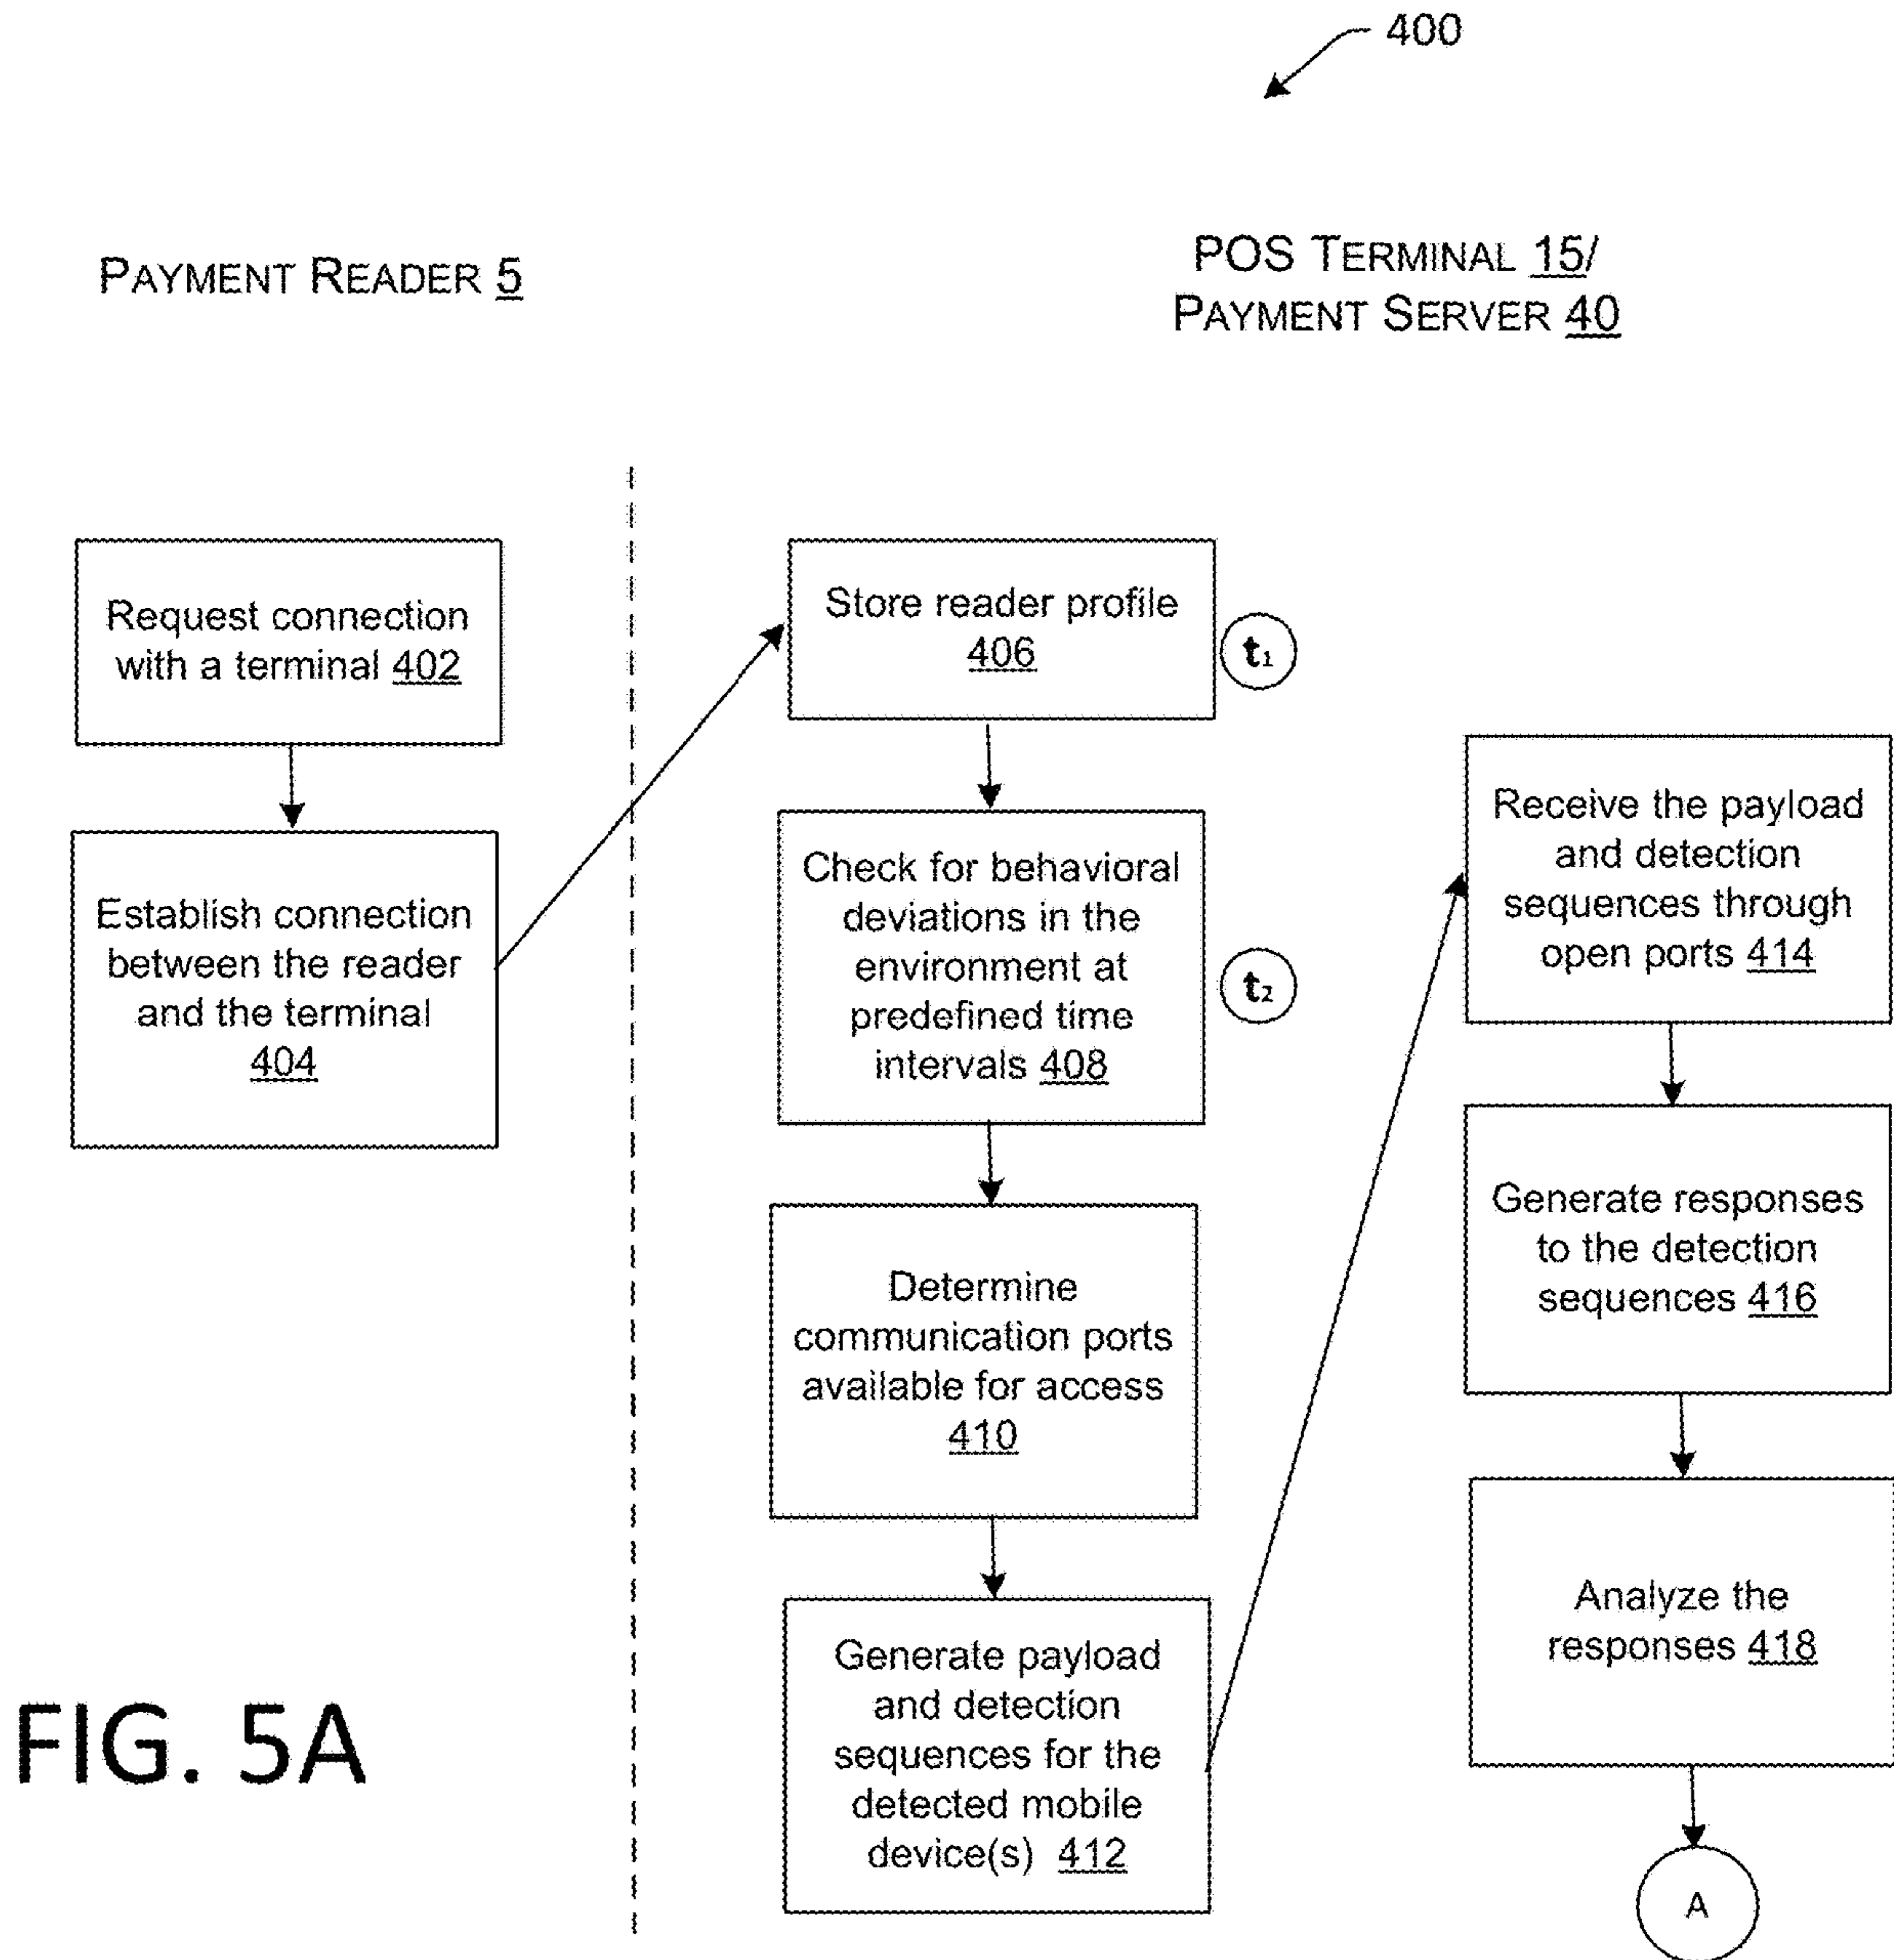 400
PAYMENT READER 5
POS TERMINAL 15/
PAYMENT SERVER 40
Request connection
with a terminal 402
Establish connection
between the reader
and the terminal
404
Store reader profile
406
t₁
Check for behavioral
deviations in the
environment at
predefined time
intervals 408
t₂
Determine
communication ports
available for access
410
Generate payload
and detection
sequences for the
detected mobile
device(s) 412
Receive the payload
and detection
sequences through
open ports 414
Generate responses
to the detection
sequences 416
Analyze the
responses 418
A
FIG. 5A